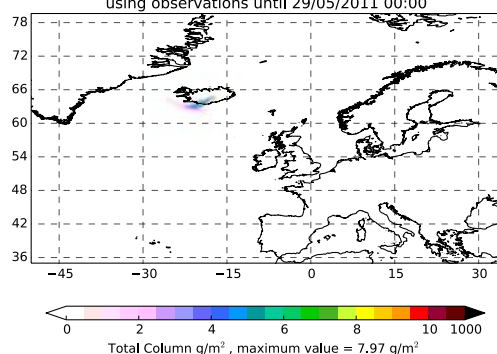 using observations until 29/05/2011 00:00
78
72
66
60
54
48
42
36
−45 −30 −15 0 15 30
0 2 4 6 8 10 1000
Total Column g/m² , maximum value = 7.97 g/m²